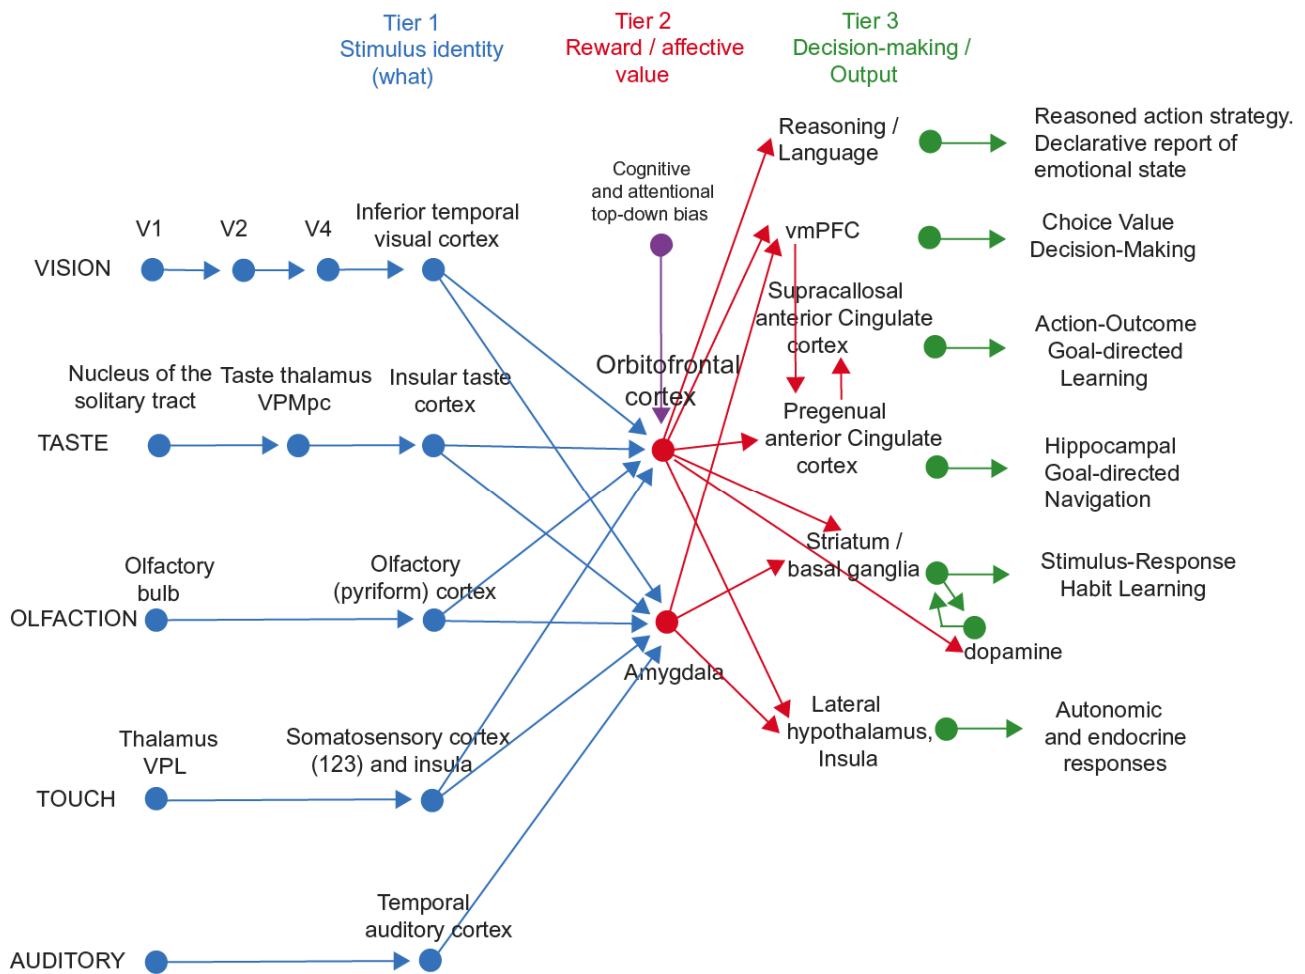 Tier 1
Stimulus identity
(what)
Tier 2
Reward / affective
value
Tier 3
Decision-making /
Output
Reasoning /
Language
Reasoned action strategy.
Declarative report of
emotional state
Cognitive
and attentional
top-down bias
V1
V2
V4
Inferior temporal
visual cortex
VISION
vmPFC
Choice Value
Decision-Making
Supracallosal
anterior Cingulate
cortex
Action-Outcome
Goal-directed
Learning
Nucleus of the
solitary tract
Taste thalamus
VPMpc
Insular taste
cortex
TASTE
Orbitofrontal
cortex
Pregenual
anterior Cingulate
cortex
Hippocampal
Goal-directed
Navigation
Olfactory
bulb
Olfactory
(pyriform) cortex
OLFACTION
Striatum /
basal ganglia
Stimulus-Response
Habit Learning
dopamine
Amygdala
Thalamus
VPL
Somatosensory cortex
(123) and insula
TOUCH
Lateral
hypothalamus,
Insula
Autonomic
and endocrine
responses
Temporal
auditory cortex
AUDITORY